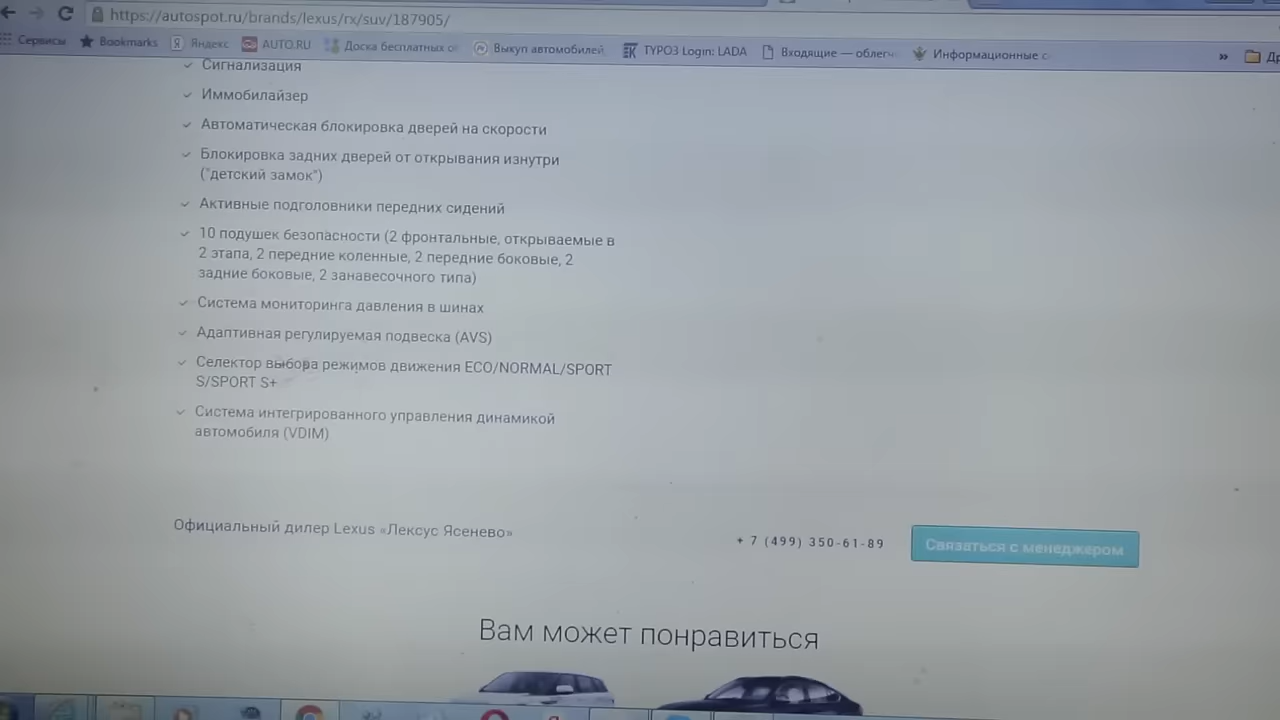 https://autospot.ru/brands/lexus/rx/suv/187905/
Сервисы Bookmarks Яндекс AUTO.RU Доска бесплатных о Выкуп автомобилей TYPO3 Login: LADA Входящие — облегч Информационные с » Др
Сигнализация
Иммобилайзер
Автоматическая блокировка дверей на скорости
Блокировка задних дверей от открывания изнутри
("детский замок")
Активные подголовники передних сидений
10 подушек безопасности (2 фронтальные, открываемые в
2 этапа, 2 передние коленные, 2 передние боковые, 2
задние боковые, 2 занавесочного типа)
Система мониторинга давления в шинах
Адаптивная регулируемая подвеска (AVS)
Селектор выбора режимов движения ECO/NORMAL/SPORT
S/SPORT S+
Система интегрированного управления динамикой
автомобиля (VDIM)
Официальный дилер Lexus «Лексус Ясенево»
+ 7 (499) 350-61-89
Связаться с менеджером
Вам может понравиться